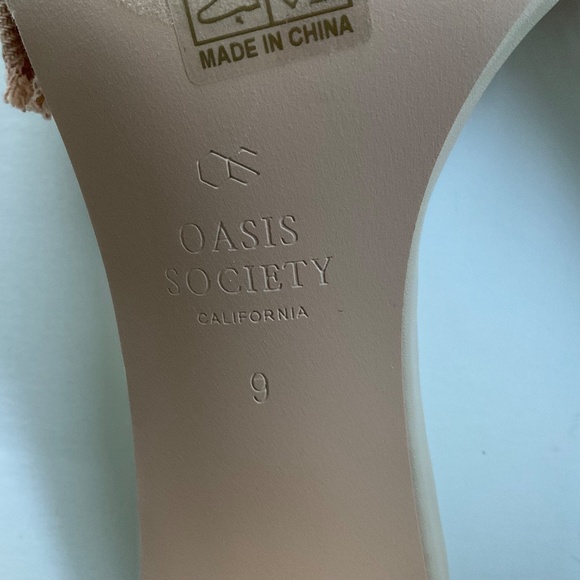 MADE IN CHINA
OASIS
SOCIETY
CALIFORNIA
9